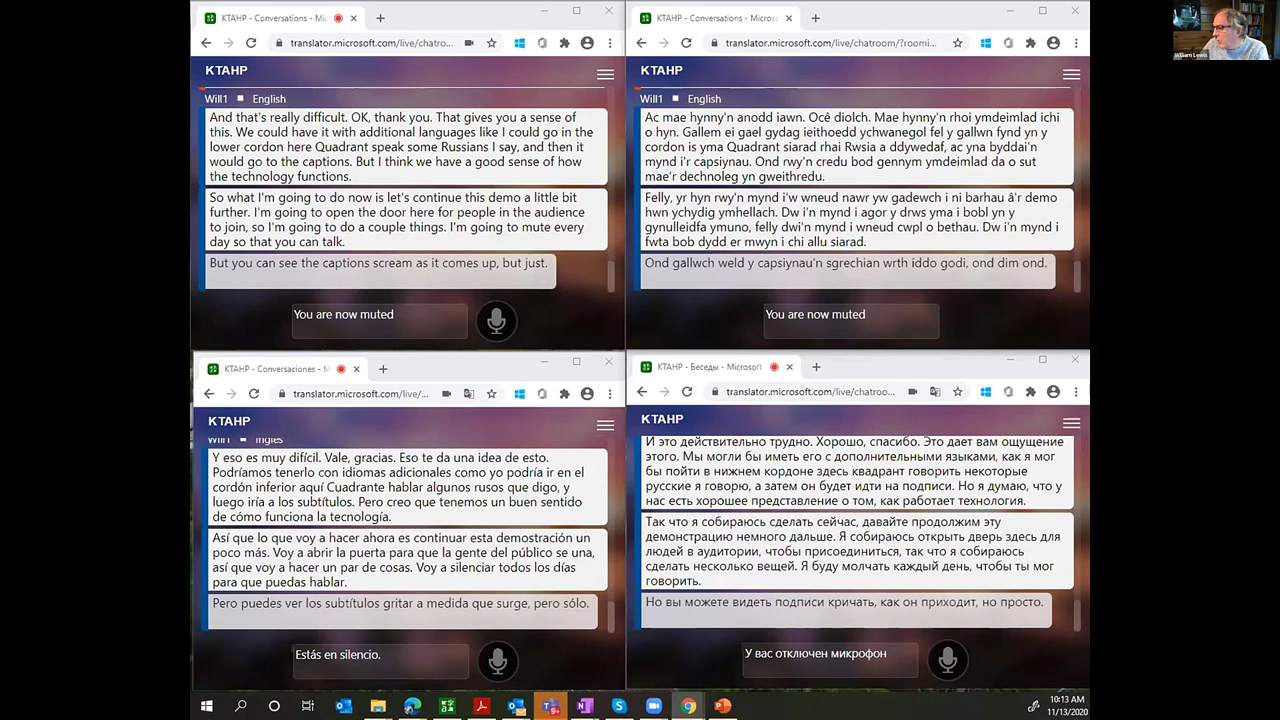 KTAHP - Conversations - Mic
translator.microsoft.com/live/chatro...
KTAHP
Will1 English
And that's really difficult. OK, thank you. That gives you a sense of
this. We could have it with additional languages like I could go in the
lower cordon here Quadrant speak some Russians I say, and then it
would go to the captions. But I think we have a good sense of how
the technology functions.
So what I'm going to do now is let's continue this demo a little bit
further. I'm going to open the door here for people in the audience
to join, so I'm going to do a couple things. I'm going to mute every
day so that you can talk.
But you can see the captions scream as it comes up, but just.
You are now muted
KTAHP - Conversations - Microso
translator.microsoft.com/live/chatroom/?roomi...
KTAHP
Will1 English
Ac mae hynny'n anodd iawn. Ocê diolch. Mae hynny'n rhoi ymdeimlad ichi
o hyn. Gallem ei gael gydag ieithoedd ychwanegol fel y gallwn fynd yn y
cordon is yma Quadrant siarad rhai Rwsia a ddywedaf, ac yna byddai'n
mynd i'r capsiynau. Ond rwy'n credu bod gennym ymdeimlad da o sut
mae'r dechnoleg yn gweithredu.
Felly, yr hyn rwy'n mynd i'w wneud nawr yw gadewch i ni barhau â'r demo
hwn ychydig ymhellach. Dw i'n mynd i agor y drws yma i bobl yn y
gynulleidfa ymuno, felly dwi'n mynd i wneud cwpl o bethau. Dw i'n mynd i
fwta bob dydd er mwyn i chi allu siarad.
Ond gallwch weld y capsiynau'n sgrechian wrth iddo godi, ond dim ond.
You are now muted
William Lewis
KTAHP - Conversaciones - M
translator.microsoft.com/live/...
KTAHP
Will1 Inglés
Y eso es muy difícil. Vale, gracias. Eso te da una idea de esto.
Podríamos tenerlo con idiomas adicionales como yo podría ir en el
cordón inferior aquí Cuadrante hablar algunos rusos que digo, y
luego iría a los subtítulos. Pero creo que tenemos un buen sentido
de cómo funciona la tecnología.
Así que lo que voy a hacer ahora es continuar esta demostración un
poco más. Voy a abrir la puerta para que la gente del público se una,
así que voy a hacer un par de cosas. Voy a silenciar todos los días
para que puedas hablar.
Pero puedes ver los subtítulos gritar a medida que surge, pero sólo.
Estás en silencio.
KTAHP - Беседы - Microsoft
translator.microsoft.com/live/chatroo...
KTAHP
И это действительно трудно. Хорошо, спасибо. Это дает вам ощущение
этого. Мы могли бы иметь его с дополнительными языками, как я мог
бы пойти в нижнем кордоне здесь квадрант говорить некоторые
русские я говорю, а затем он будет идти на подписи. Но я думаю, что у
нас есть хорошее представление о том, как работает технология.
Так что я собираюсь сделать сейчас, давайте продолжим эту
демонстрацию немного дальше. Я собираюсь открыть дверь здесь для
людей в аудитории, чтобы присоединиться, так что я собираюсь
сделать несколько вещей. Я буду молчать каждый день, чтобы ты мог
говорить.
Но вы можете видеть подписи кричать, как он приходит, но просто.
У вас отключен микрофон
10:13 AM
11/13/2020